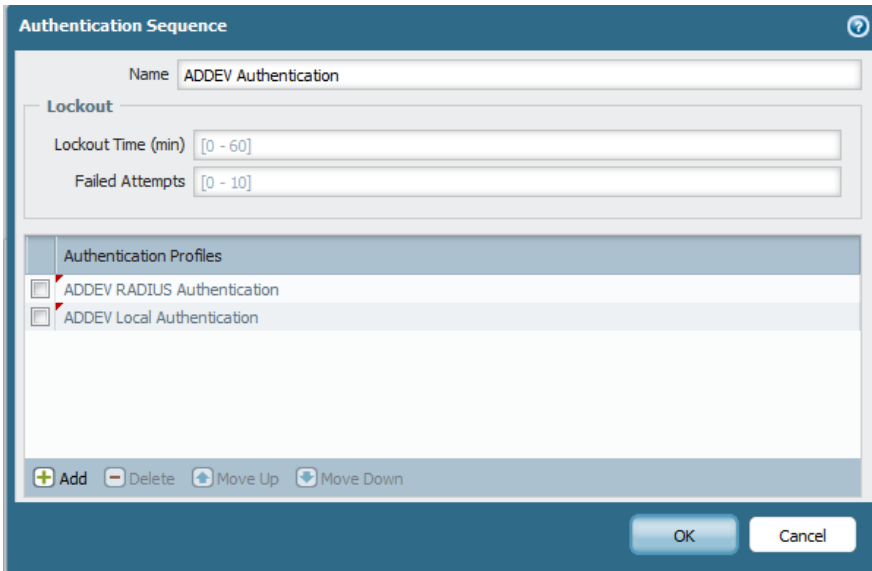 Authentication Sequence
Name ADDEV Authentication
Lockout
Lockout Time (min) [0 - 60]
Failed Attempts [0 - 10]
Authentication Profiles
ADDEV RADIUS Authentication
ADDEV Local Authentication
Add Delete Move Up Move Down
OK Cancel